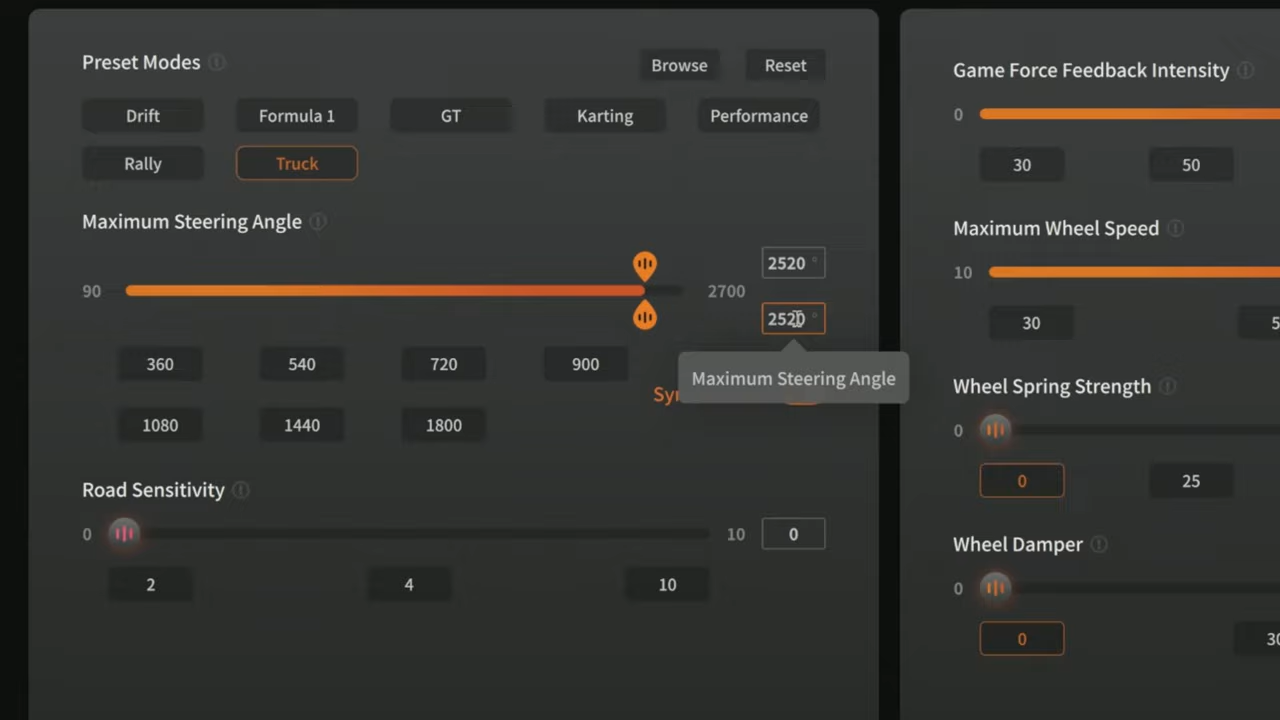 Preset Modes
Browse
Reset
Drift
Formula 1
GT
Karting
Performance
Rally
Truck
Maximum Steering Angle
90
2700
2520 °
2520 °
Maximum Steering Angle
360
540
720
900
1080
1440
1800
Road Sensitivity
0
10
0
2
4
10
Game Force Feedback Intensity
0
30
50
Maximum Wheel Speed
10
30
Wheel Spring Strength
0
0
25
Wheel Damper
0
0
30